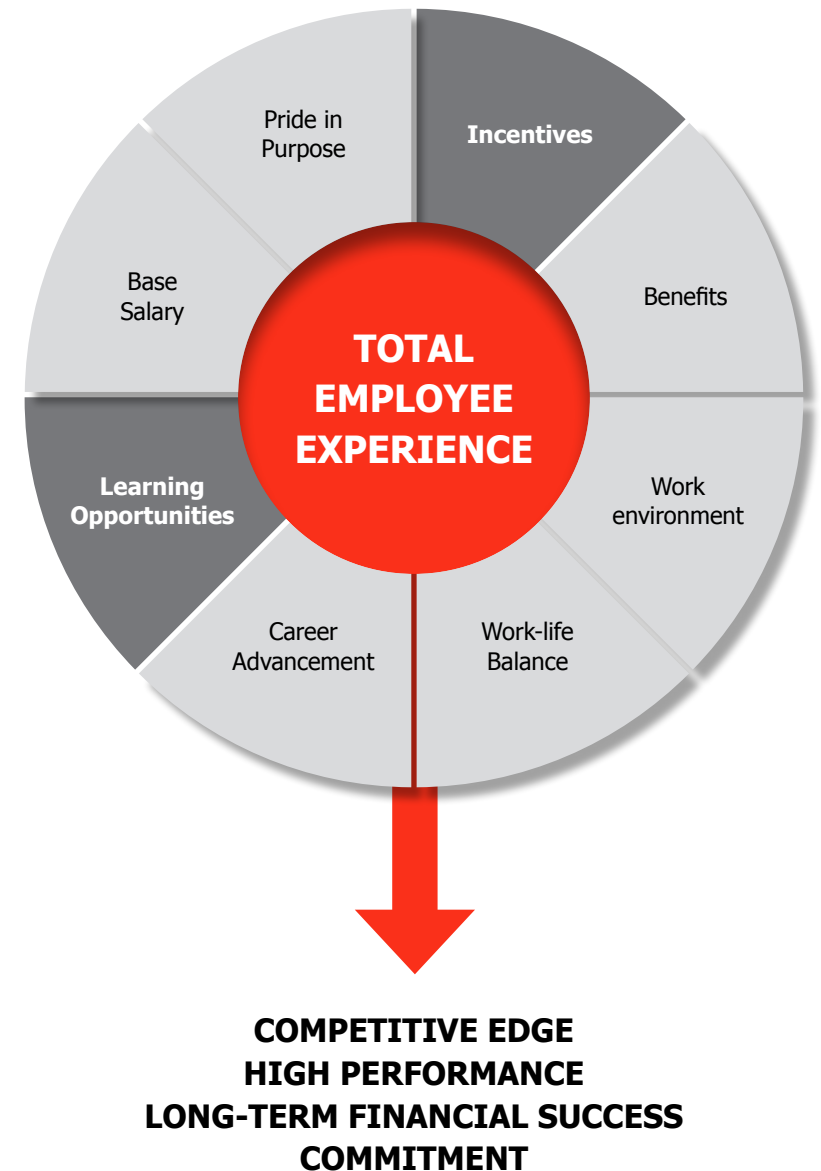 Pride in
Purpose
Incentives
Base
Salary
Benefits
TOTAL
EMPLOYEE
EXPERIENCE
Learning
Opportunities
Work
environment
Career
Advancement
Work-life
Balance
COMPETITIVE EDGE
HIGH PERFORMANCE
LONG-TERM FINANCIAL SUCCESS
COMMITMENT